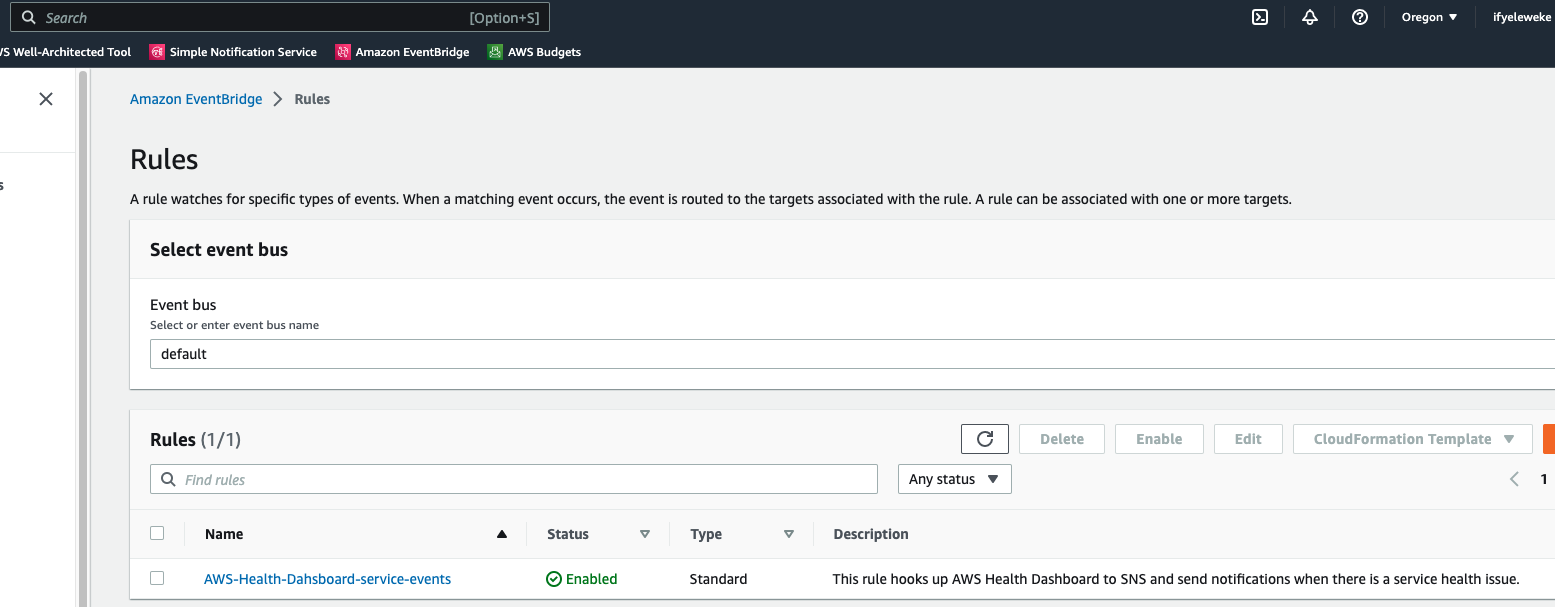 Search [Option+S]
Oregon ▼ ifyeleweke
VS Well-Architected Tool Simple Notification Service Amazon EventBridge AWS Budgets
Amazon EventBridge > Rules
s
Rules
A rule watches for specific types of events. When a matching event occurs, the event is routed to the targets associated with the rule. A rule can be associated with one or more targets.
Select event bus
Event bus
Select or enter event bus name
default
Rules (1/1)
Delete Enable Edit CloudFormation Template ▼
Find rules Any status ▼
1
Name Status Type Description
AWS-Health-Dahsboard-service-events Enabled Standard This rule hooks up AWS Health Dashboard to SNS and send notifications when there is a service health issue.